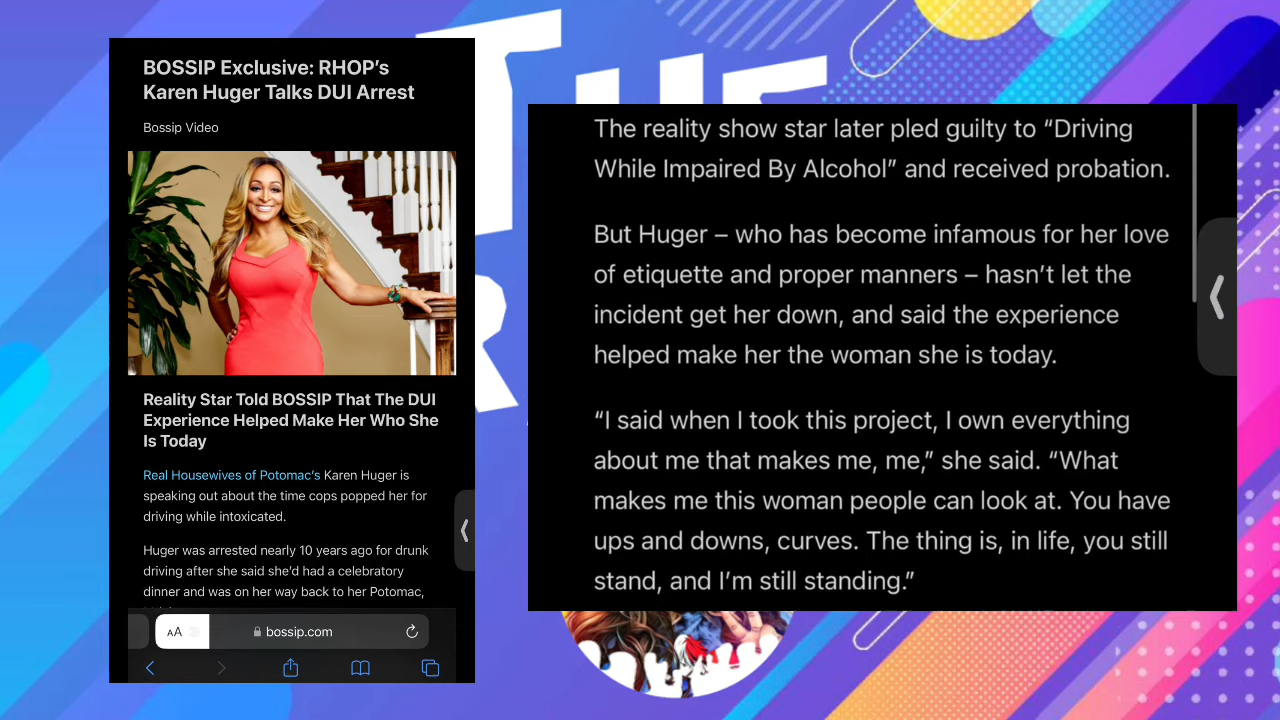 BOSSIP Exclusive: RHOP’s
Karen Huger Talks DUI Arrest
Bossip Video
Reality Star Told BOSSIP That The DUI
Experience Helped Make Her Who She
Is Today
Real Housewives of Potomac’s Karen Huger is
speaking out about the time cops popped her for
driving while intoxicated.
Huger was arrested nearly 10 years ago for drunk
driving after she said she’d had a celebratory
dinner and was on her way back to her Potomac,
AA
bossip.com
The reality show star later pled guilty to “Driving
While Impaired By Alcohol” and received probation.
But Huger – who has become infamous for her love
of etiquette and proper manners – hasn’t let the
incident get her down, and said the experience
helped make her the woman she is today.
“I said when I took this project, I own everything
about me that makes me, me,” she said. “What
makes me this woman people can look at. You have
ups and downs, curves. The thing is, in life, you still
stand, and I’m still standing.”
THE